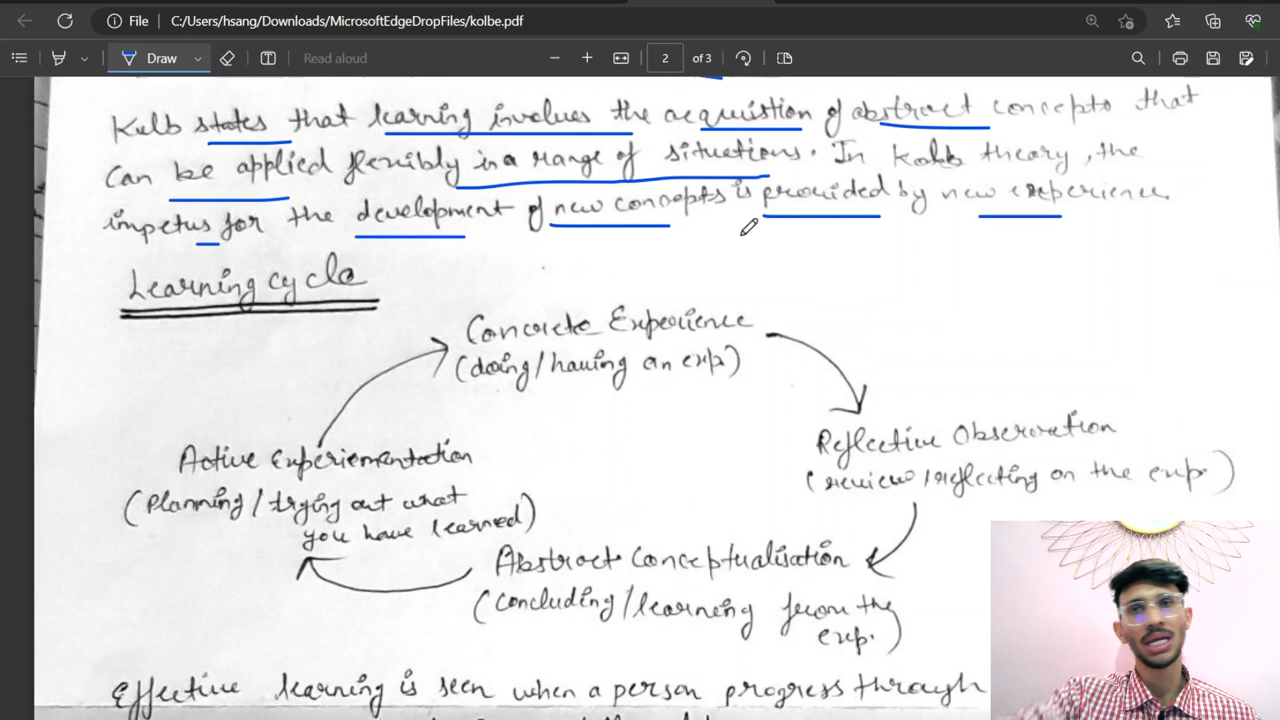 File C:/Users/hsang/Downloads/MicrosoftEdgeDropFiles/kolbe.pdf
Draw Read aloud 2 of 3
Kulb states that learning involves the acquistion of abstract concepts that
can be applied flexibly in a range of situations. In Kolb theory, the
impetus for the development of new concepts is provided by new experience.
Learning cycle
Concrete Experience
(doing/having an exp)
Reflective Observation
(review/reflecting on the exp.)
Active Experiementation
(planning/trying out what
you have learned)
Abstract Conceptualisation
(concluding/learning from the
exp.)
Effective learning is seen when a person progress through